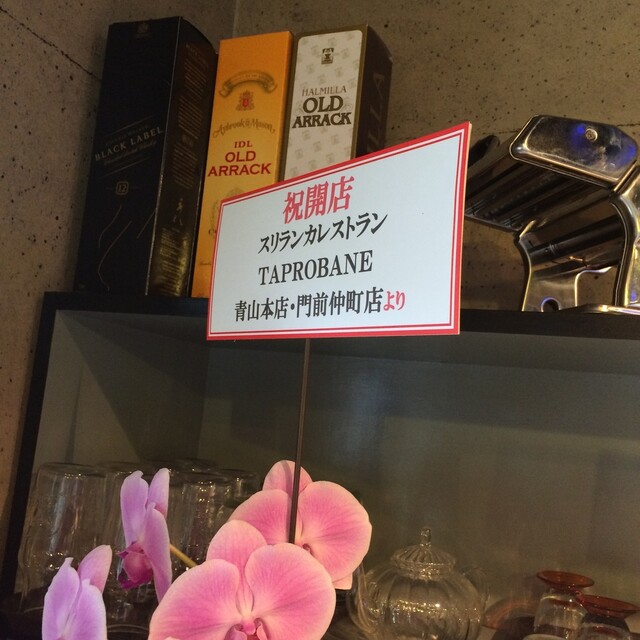 BLACK LABEL
12
IDL
OLD
ARRACK
HALMILLA
OLD
ARRACK
祝開店
スリランカレストラン
TAPROBANE
青山本店・門前仲町店より